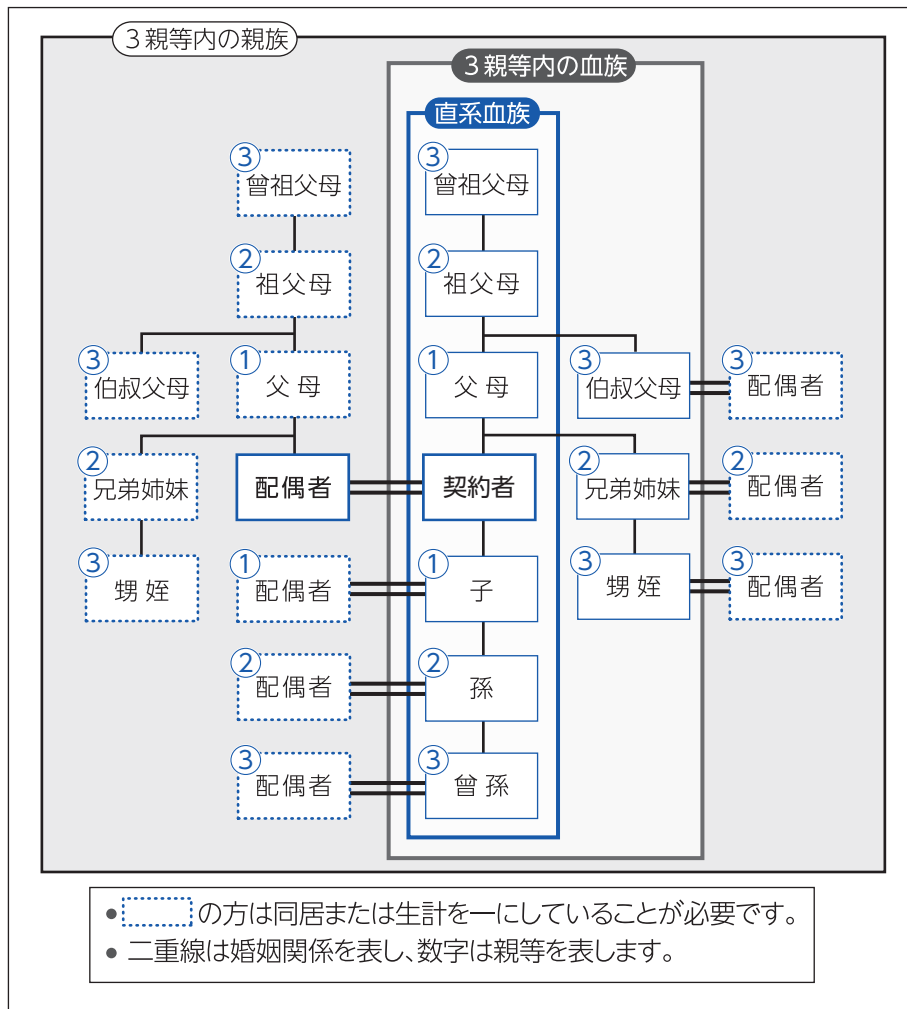 3親等内の親族
3親等内の血族
直系血族
③ 曾祖父母 ③ 曾祖父母
② 祖父母 ② 祖父母
③ 伯叔父母 ① 父母 ① 父母 ③ 伯叔父母 ③ 配偶者
② 兄弟姉妹 配偶者 契約者 ② 兄弟姉妹 ② 配偶者
③ 甥姪 ① 配偶者 ① 子 ③ 甥姪 ③ 配偶者
② 配偶者 ② 孫
③ 配偶者 ③ 曾孫
● の方は同居または生計を一にしていることが必要です。
● 二重線は婚姻関係を表し、数字は親等を表します。